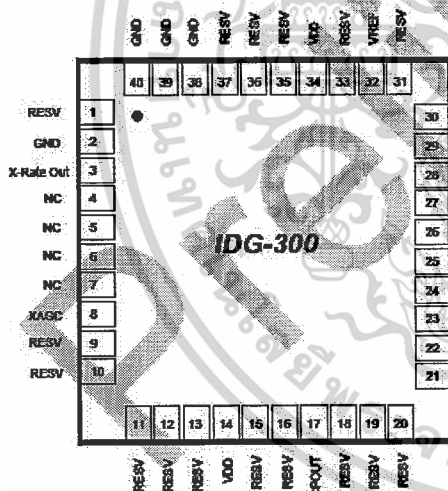 GND GND GND RESV RESV RESV VDD RESV VREF RESV
40 39 38 37 36 35 34 33 32 31
RESV 1
GND 2
X-Rate Out 3
NC 4
NC 5
NC 6
NC 7
XAGC 8
RESV 9
RESV 10
30
29
28
27
26
25
24
23
22
21
IDG-300
11 12 13 14 15 16 17 18 19 20
RESV RESV RESV VDD RESV RESV RESV RESV RESV
Pre